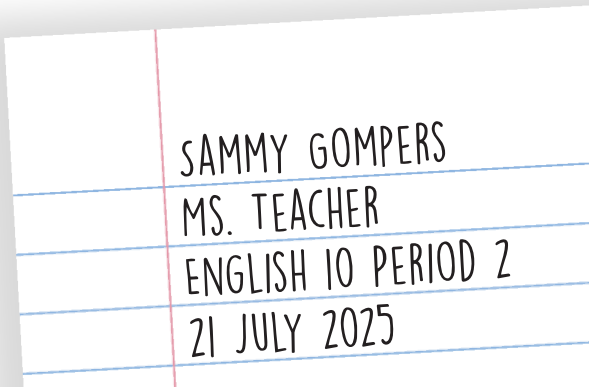 SAMMY GOMPERS
MS. TEACHER
ENGLISH 10 PERIOD 2
21 JULY 2025